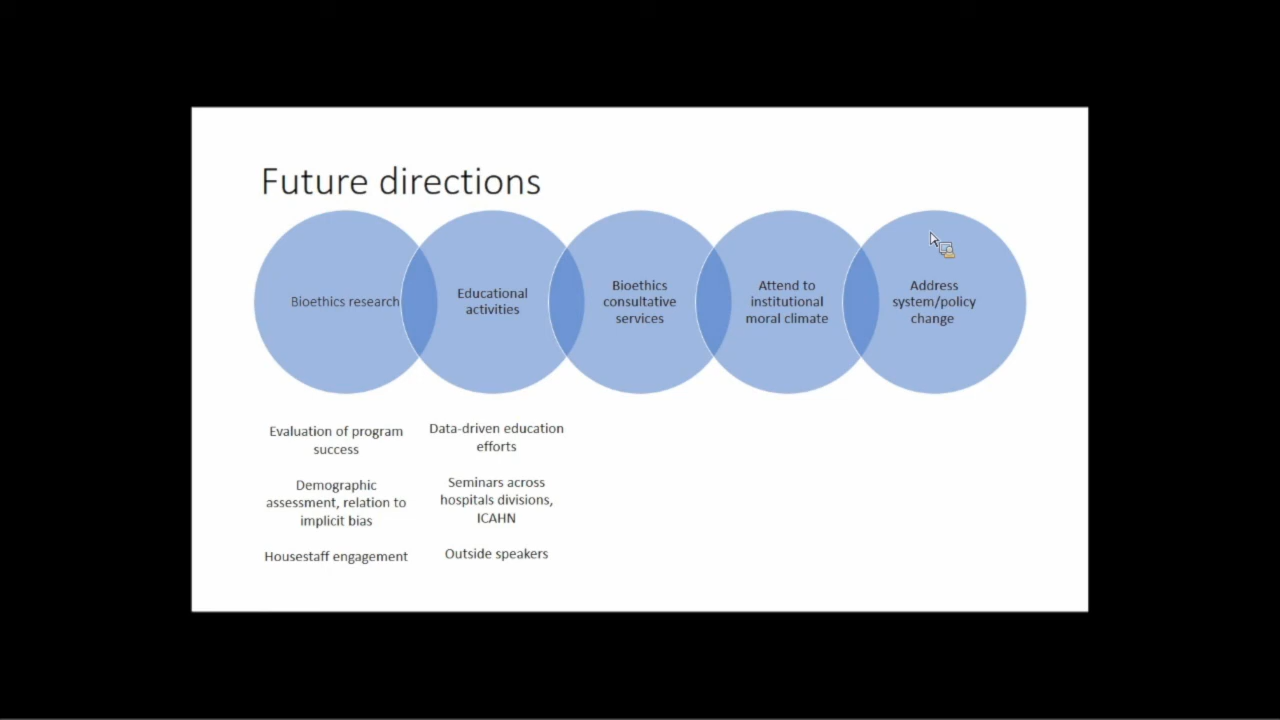 Future directions
Bioethics research
Educational
activities
Bioethics
consultative
services
Attend to
institutional
moral climate
Address
system/policy
change
Evaluation of program
success
Demographic
assessment, relation to
implicit bias
Housestaff engagement
Data-driven education
efforts
Seminars across
hospitals divisions,
ICAHN
Outside speakers